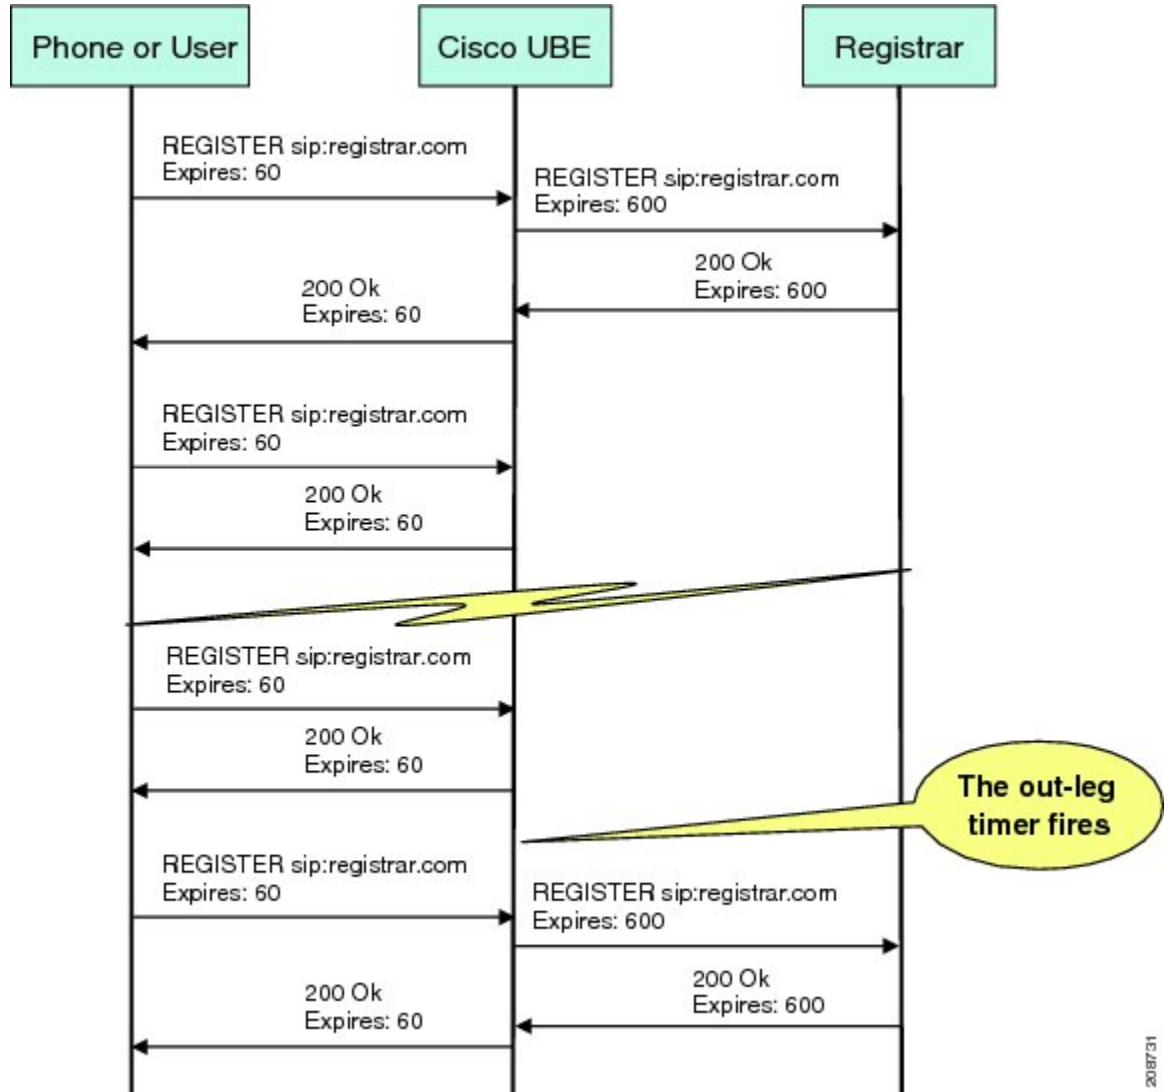 Phone or User
Cisco UBE
Registrar
REGISTER sip:registrar.com
Expires: 60
REGISTER sip:registrar.com
Expires: 600
200 Ok
Expires: 600
200 Ok
Expires: 60
REGISTER sip:registrar.com
Expires: 60
200 Ok
Expires: 60
REGISTER sip:registrar.com
Expires: 60
200 Ok
Expires: 60
The out-leg
timer fires
REGISTER sip:registrar.com
Expires: 60
REGISTER sip:registrar.com
Expires: 600
200 Ok
Expires: 600
200 Ok
Expires: 60
208731